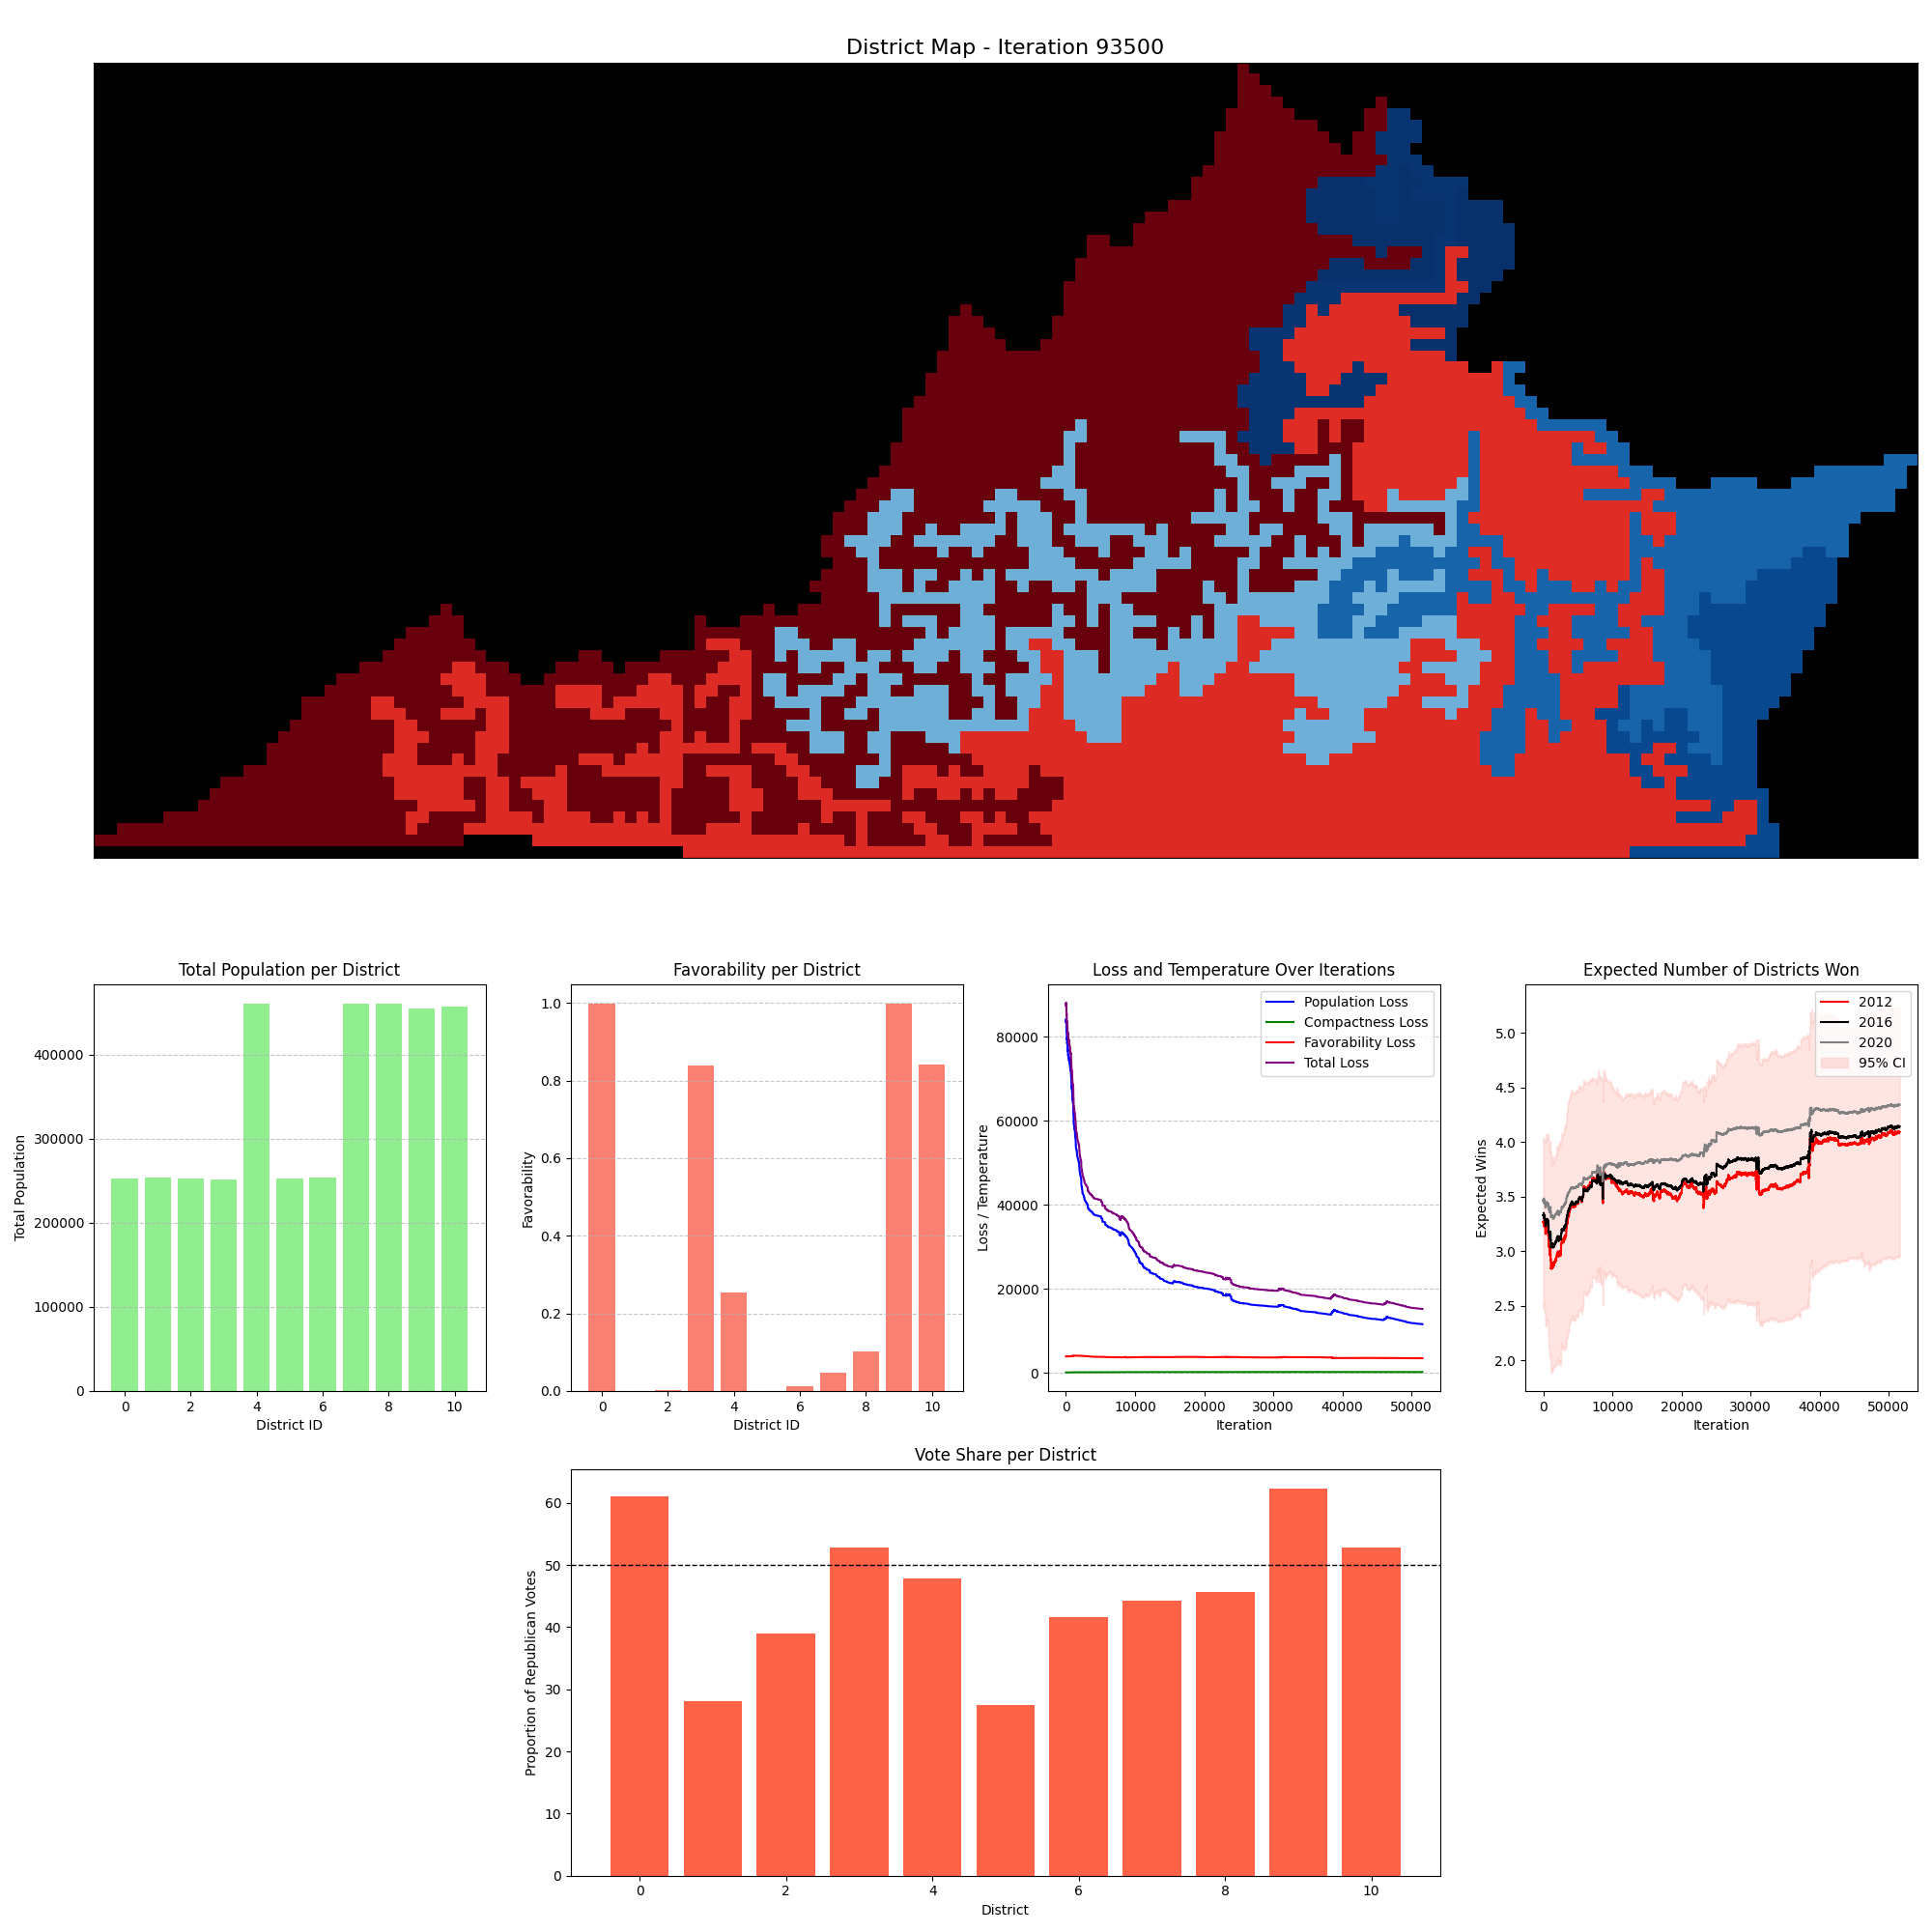 District Map - Iteration 93500
Total Population per District
Total Population
400000
300000
200000
100000
0
0 2 4 6 8 10
District ID
Favorability per District
Favorability
1.0
0.8
0.6
0.4
0.2
0.0
0 2 4 6 8 10
District ID
Loss and Temperature Over Iterations
Loss / Temperature
80000
60000
40000
20000
0
Population Loss
Compactness Loss
Favorability Loss
Total Loss
0 10000 20000 30000 40000 50000
Iteration
Expected Number of Districts Won
Expected Wins
5.0
4.5
4.0
3.5
3.0
2.5
2.0
2012
2016
2020
95% CI
0 10000 20000 30000 40000 50000
Iteration
Vote Share per District
Proportion of Republican Votes
60
50
40
30
20
10
0
0 2 4 6 8 10
District